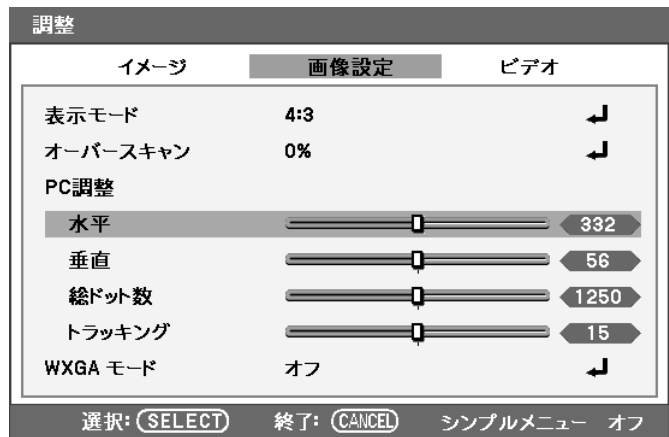 調整
イメージ 画像設定 ビデオ
表示モード 4:3
オーバースキャン 0%
PC調整
水平 332
垂直 56
絵ドット数 1250
トラッキング 15
WXGA モード オフ
選択:SELECT 終了:CANCEL シンプルメニュー オフ